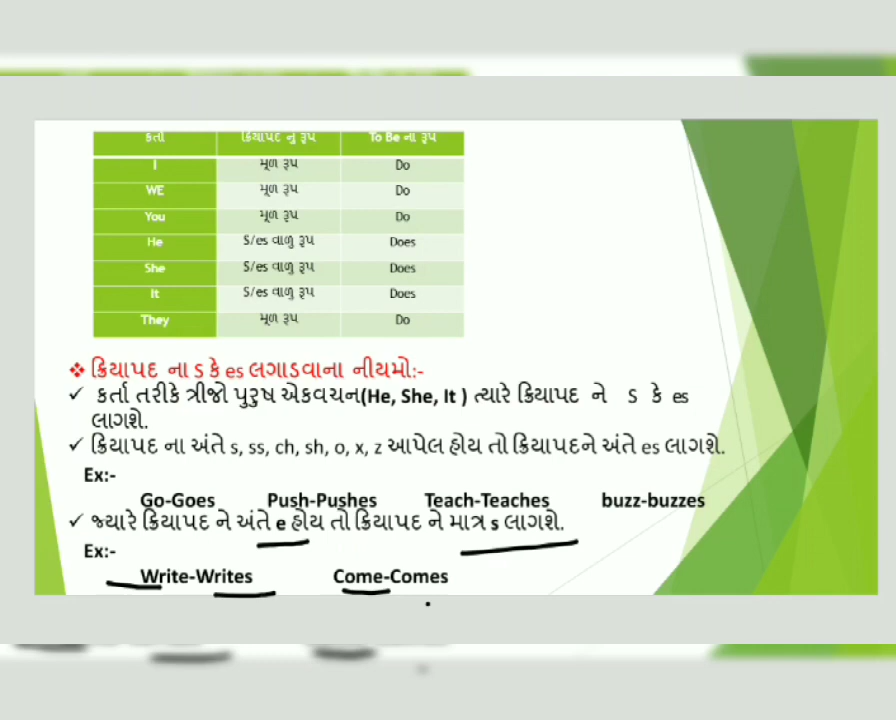 કર્તા ક્રિયાપદ નું રૂપ To Be ના રૂપ
I મૂળ રૂપ Do
WE મૂળ રૂપ Do
You મૂળ રૂપ Do
He S/es વાળુ રૂપ Does
She S/es વાળુ રૂપ Does
It S/es વાળુ રૂપ Does
They મૂળ રૂપ Do
❖ ક્રિયાપદ ના S કે es લગાડવાના નીયમો:-
✓ કર્તા તરીકે ત્રીજો પુરુષ એકવચન(He, She, It ) ત્યારે ક્રિયાપદ ને S કે es
લાગશે.
✓ ક્રિયાપદ ના અંતે s, ss, ch, sh, o, x, z આપેલ હોય તો ક્રિયાપદને અંતે es લાગશે.
Ex:-
Go-Goes Push-Pushes Teach-Teaches buzz-buzzes
✓ જ્યારે ક્રિયાપદ ને અંતે e હોય તો ક્રિયાપદ ને માત્ર s લાગશે.
Ex:-
Write-Writes Come-Comes